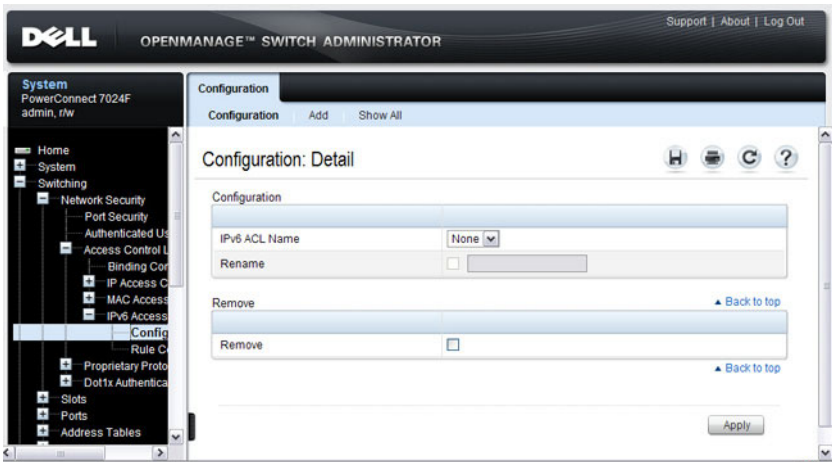 Support | About | Log Out
DELL
OPENMANAGE™ SWITCH ADMINISTRATOR
System
PowerConnect 7024F
admin, r/w
Home
System
Switching
Network Security
Port Security
Authenticated Us
Access Control L
Binding Con
IP Access C
MAC Access
IPv6 Access
Config
Rule C
Proprietary Proto
Dot1x Authentica
Slots
Ports
Address Tables
Configuration
Configuration Add Show All
Configuration: Detail
Configuration
IPv6 ACL Name None
Rename
Remove Back to top
Remove
Back to top
Apply